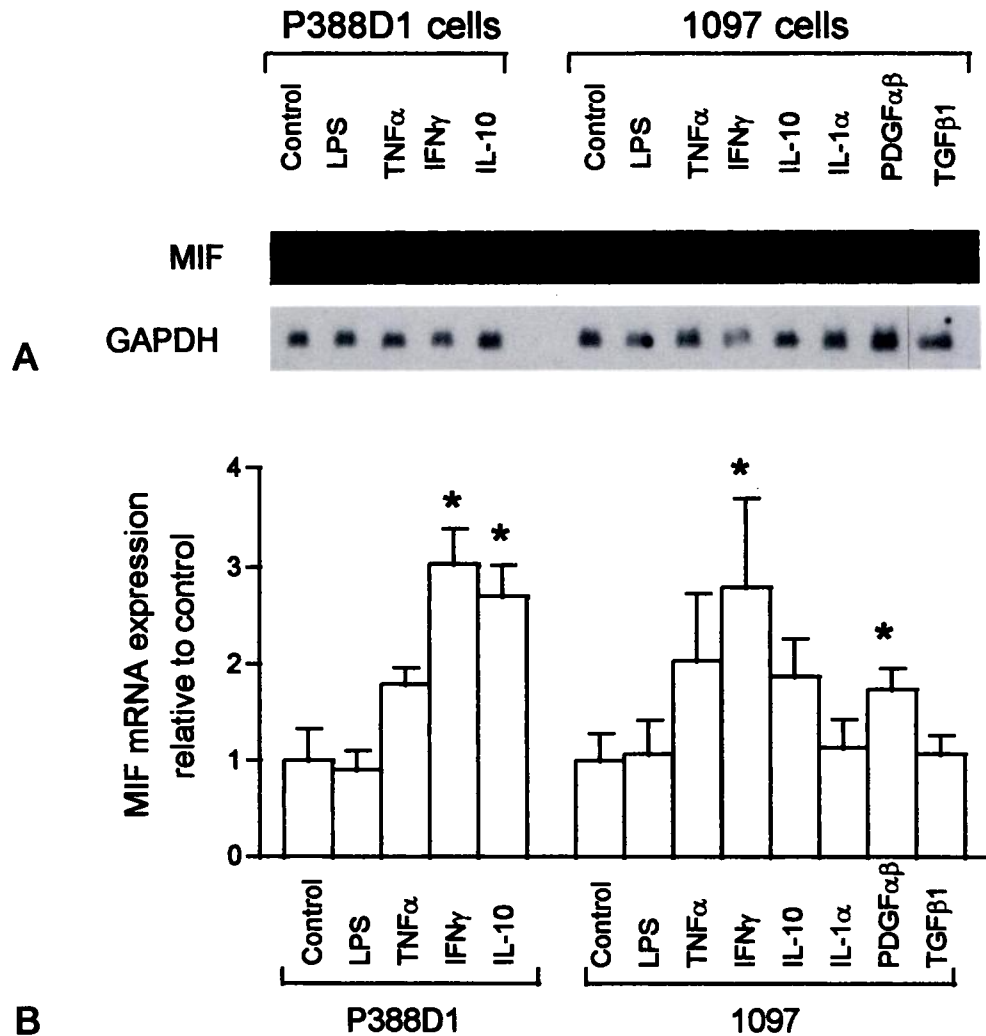 P388D1 cells 1097 cells
Control LPS TNFα IFNγ IL-10 Control LPS TNFα IFNγ IL-10 IL-1α PDGFαβ TGFβ1
MIF
GAPDH
A
MIF mRNA expression
relative to control
4
3
2
1
0
* * * *
Control LPS TNFα IFNγ IL-10 Control LPS TNFα IFNγ IL-10 IL-1α PDGFαβ TGFβ1
P388D1 1097
B